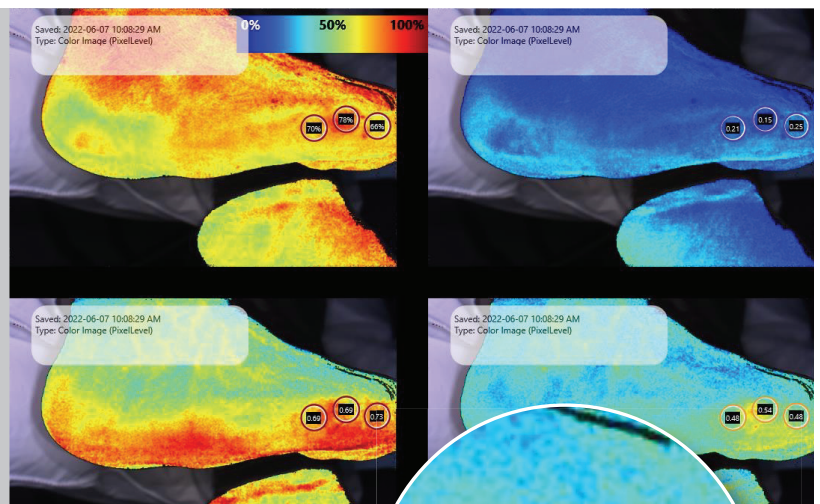 Saved: 2022-06-07 10:08:29 AM
Type: Color Image (PixelLevel)
0% 50% 100%
70% 78% 66%
Saved: 2022-06-07 10:08:29 AM
Type: Color Image (PixelLevel)
0.21 0.15 0.25
Saved: 2022-06-07 10:08:29 AM
Type: Color Image (PixelLevel)
0.69 0.69 0.73
Saved: 2022-06-07 10:08:29 AM
Type: Color Image (PixelLevel)
0.48 0.54 0.48